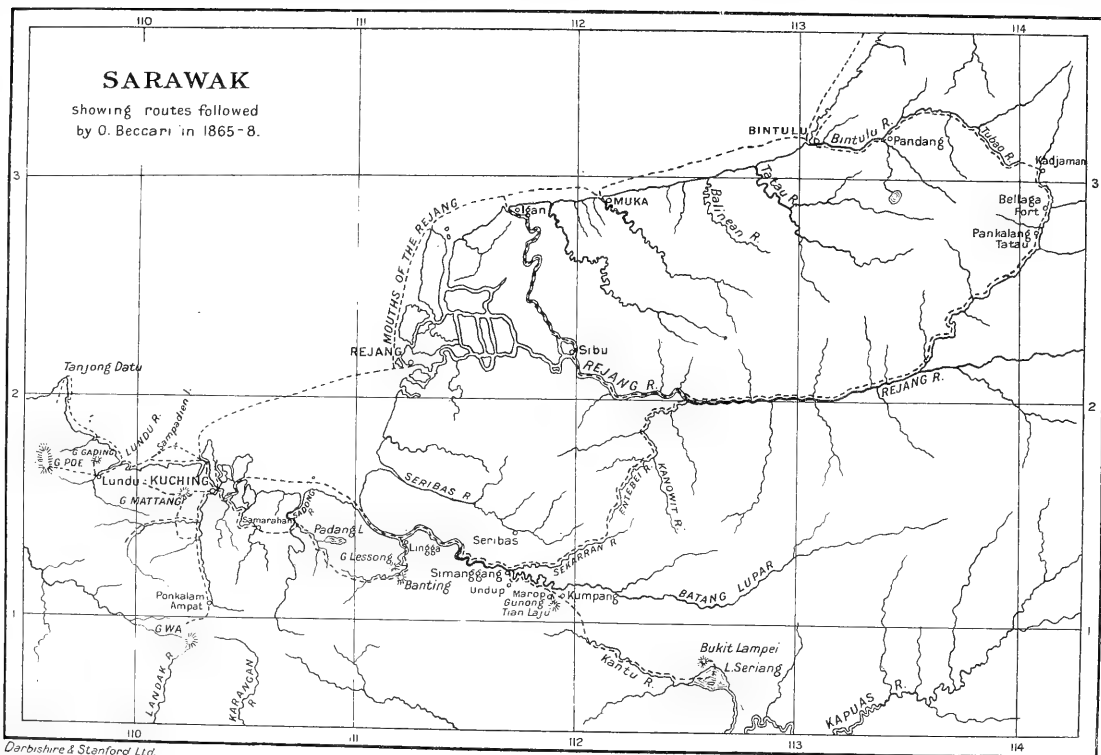 110 111 112 113 114
SARAWAK
showing routes followed
by O. Beccari in 1865-8.
BINTULU
Bintulu R.
Pandang
Tubao R.
Kadjaman
3
3
Bellaga
Fort
Pankalang
Tatau
Tatau R.
Balinean R.
MUKA
Igan
MOUTHS OF THE REJANG
REJANG
Sibu
REJANG R.
REJANG R.
Tanjong Datu
2
2
LUNDU R.
Sampadien I.
G GADING
G POE
Lundu
KUCHING
G MATTANG
SERIBAS R
ENTEBEI R.
KANOWIT R.
Samarahan
SADONG
R
Padang L
Seribas
Lingga
G Lessong
Banting
SEKARRAN R
Simanggang
Undup
Marop
Kumpang
Gunong
Tian Laju
BATANG LUPAR
Ponkalam
Ampat
1
1
G WA
Bukit Lampei
L. Seriang
Kantu R.
LANDAK R
KARANGAN
R
KAPUAS R.
110 111 112 113 114
Darbishire & Stanford Ltd.